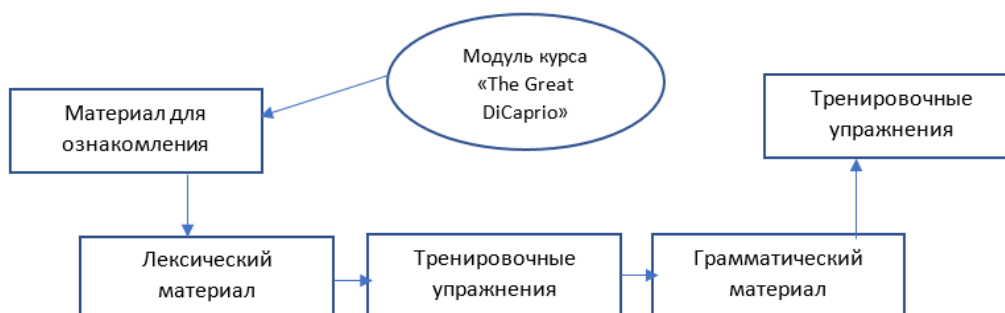 Модуль курса
«The Great
DiCaprio»
Материал для
ознакомления
Тренировочные
упражнения
Лексический
материал
Тренировочные
упражнения
Грамматический
материал